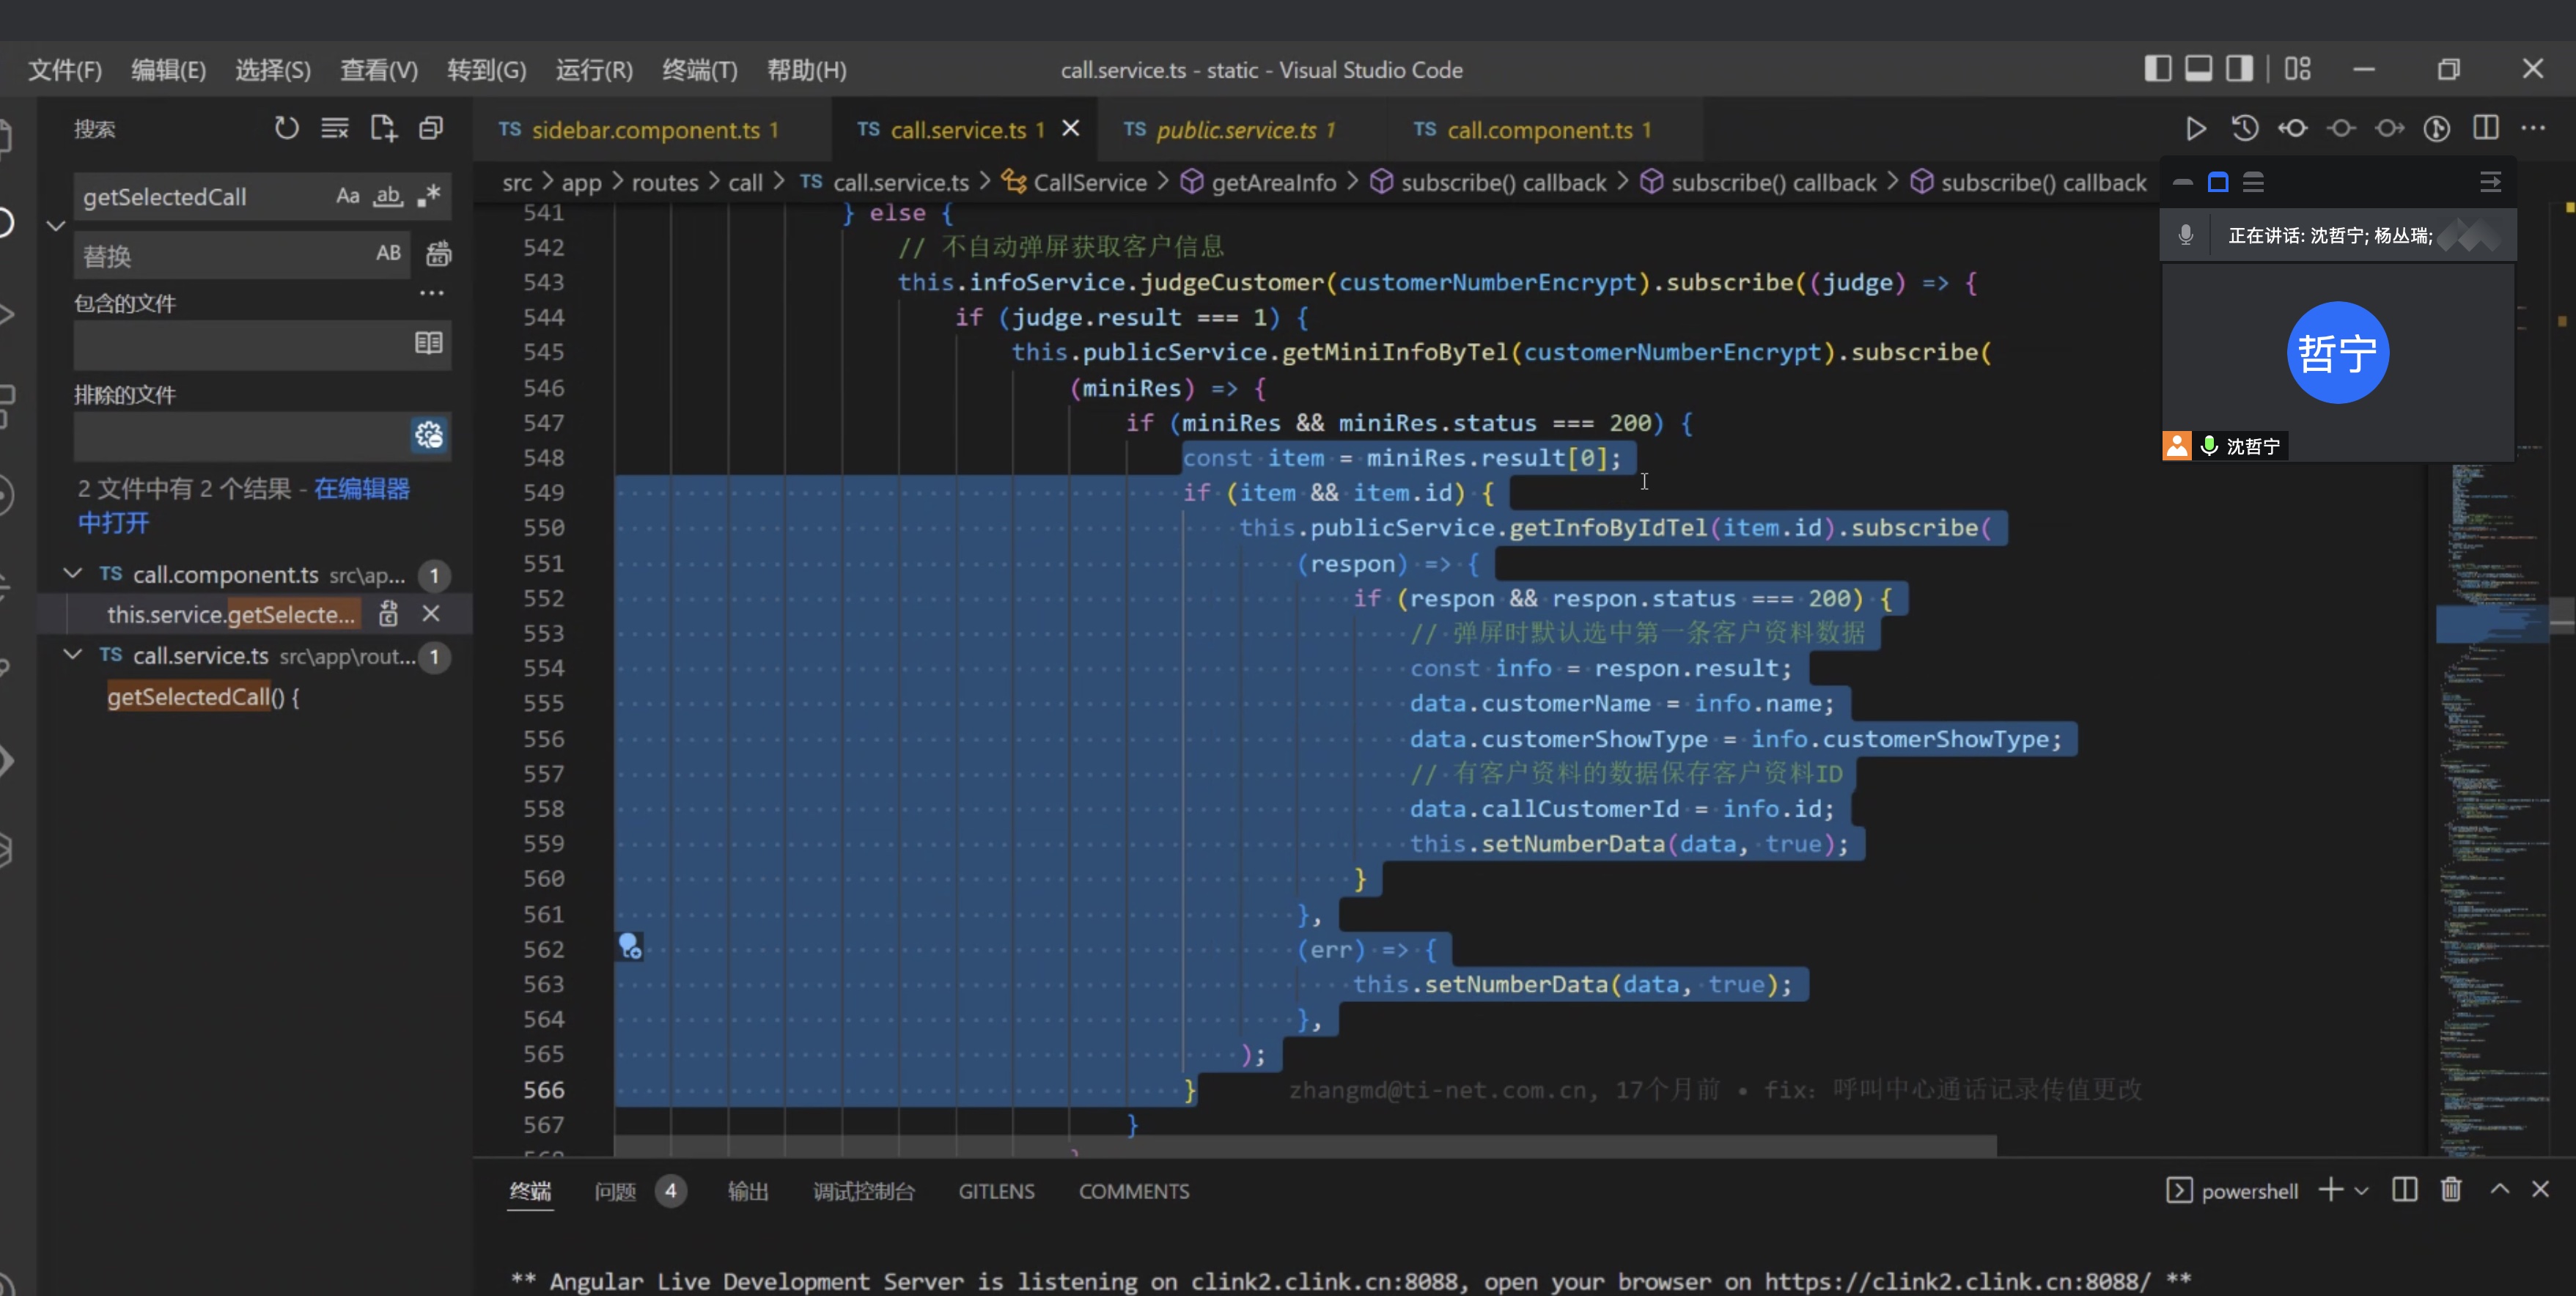 文件(F) 编辑(E) 选择(S) 查看(V) 转到(G) 运行(R) 终端(T) 帮助(H) call.service.ts - static - Visual Studio Code
搜索
getSelectedCall Aa ab
替换 AB
包含的文件
排除的文件
2 文件中有 2 个结果 - 在编辑器
中打开
TS call.component.ts src\ap... 1
this.service.getSelecte...
TS call.service.ts src\app\rout... 1
getSelectedCall() {
TS sidebar.component.ts 1 TS call.service.ts 1 TS public.service.ts 1 TS call.component.ts 1
src > app > routes > call > TS call.service.ts > CallService > getAreaInfo > subscribe() callback > subscribe() callback > subscribe() callback
541 } else {
542 // 不自动弹屏获取客户信息
543 this.infoService.judgeCustomer(customerNumberEncrypt).subscribe((judge) => {
544 if (judge.result === 1) {
545 this.publicService.getMiniInfoByTel(customerNumberEncrypt).subscribe(
546 (miniRes) => {
547 if (miniRes && miniRes.status === 200) {
548 const item = miniRes.result[0];
549 if (item && item.id) {
550 this.publicService.getInfoByIdTel(item.id).subscribe(
551 (respon) => {
552 if (respon && respon.status === 200) {
553 // 弹屏时默认选中第一条客户资料数据
554 const info = respon.result;
555 data.customerName = info.name;
556 data.customerShowType = info.customerShowType;
557 // 有客户资料的数据保存客户资料ID
558 data.callCustomerId = info.id;
559 this.setNumberData(data, true);
560 }
561 },
562 (err) => {
563 this.setNumberData(data, true);
564 },
565 );
566 } zhangmd@ti-net.com.cn, 17个月前 • fix: 呼叫中心通话记录传值更改
567 }
正在讲话: 沈哲宁; 杨丛瑞;
哲宁
沈哲宁
终端 问题 4 输出 调试控制台 GITLENS COMMENTS powershell
** Angular Live Development Server is listening on clink2.clink.cn:8088, open your browser on https://clink2.clink.cn:8088/ **